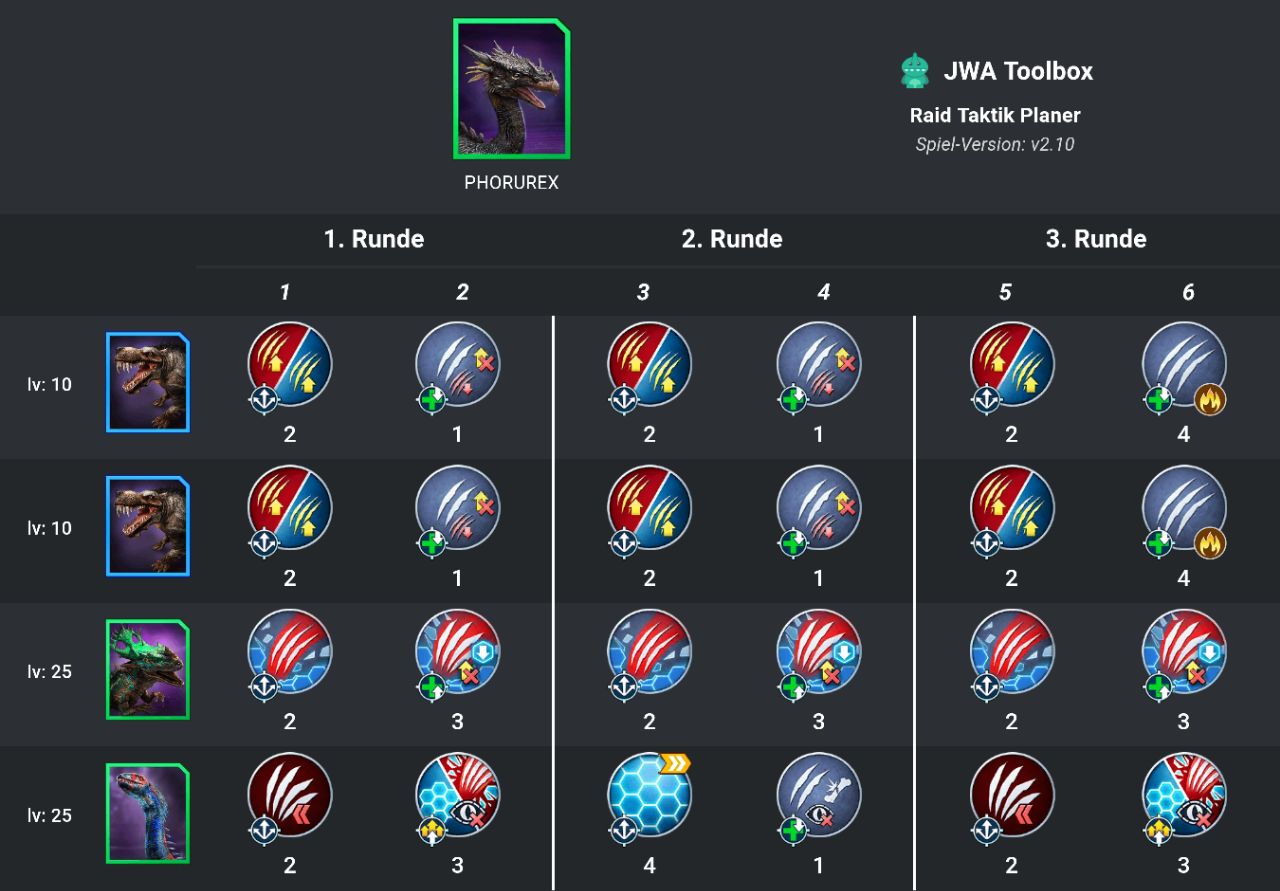 JWA Toolbox
Raid Taktik Planer
Spiel-Version: v2.10
PHORUREX
1. Runde 2. Runde 3. Runde
1 2 3 4 5 6
lv: 10
2 1 2 1 2 4
lv: 10
2 1 2 1 2 4
lv: 25
2 3 2 3 2 3
lv: 25
2 3 4 1 2 3